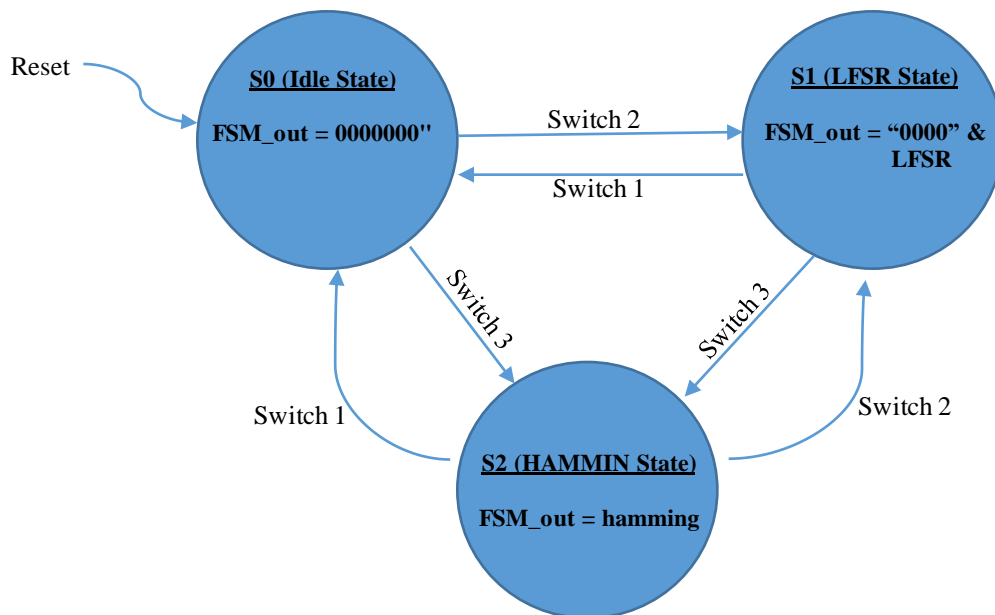 Reset
S0 (Idle State)
FSM_out = 0000000"
Switch 2
Switch 1
S1 (LFSR State)
FSM_out = “0000” &
LFSR
Switch 3
Switch 3
Switch 1
Switch 2
S2 (HAMMIN State)
FSM_out = hamming